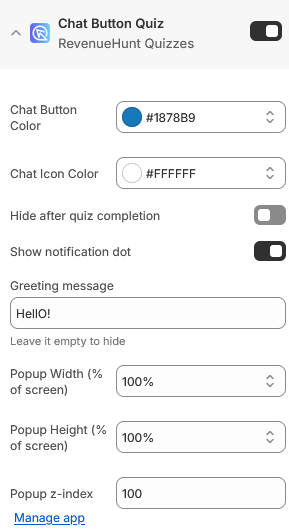 Chat Button Quiz
RevenueHunt Quizzes
Chat Button
Color
#1878B9
Chat Icon Color
#FFFFFF
Hide after quiz completion
Show notification dot
Greeting message
HellO!
Leave it empty to hide
Popup Width (%
of screen)
100%
Popup Height (%
of screen)
100%
Popup z-index
100
Manage app